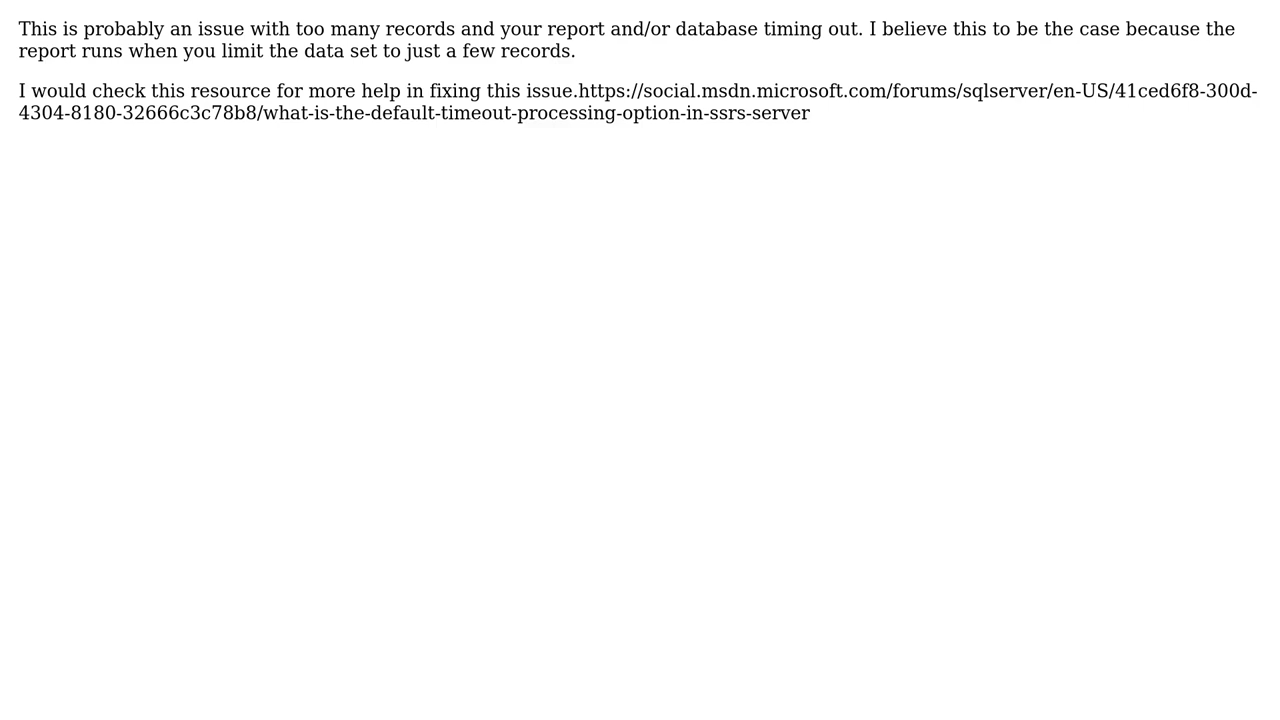 This is probably an issue with too many records and your report and/or database timing out. I believe this to be the case because the
report runs when you limit the data set to just a few records.
I would check this resource for more help in fixing this issue.https://social.msdn.microsoft.com/forums/sqlserver/en-US/41ced6f8-300d-
4304-8180-32666c3c78b8/what-is-the-default-timeout-processing-option-in-ssrs-server